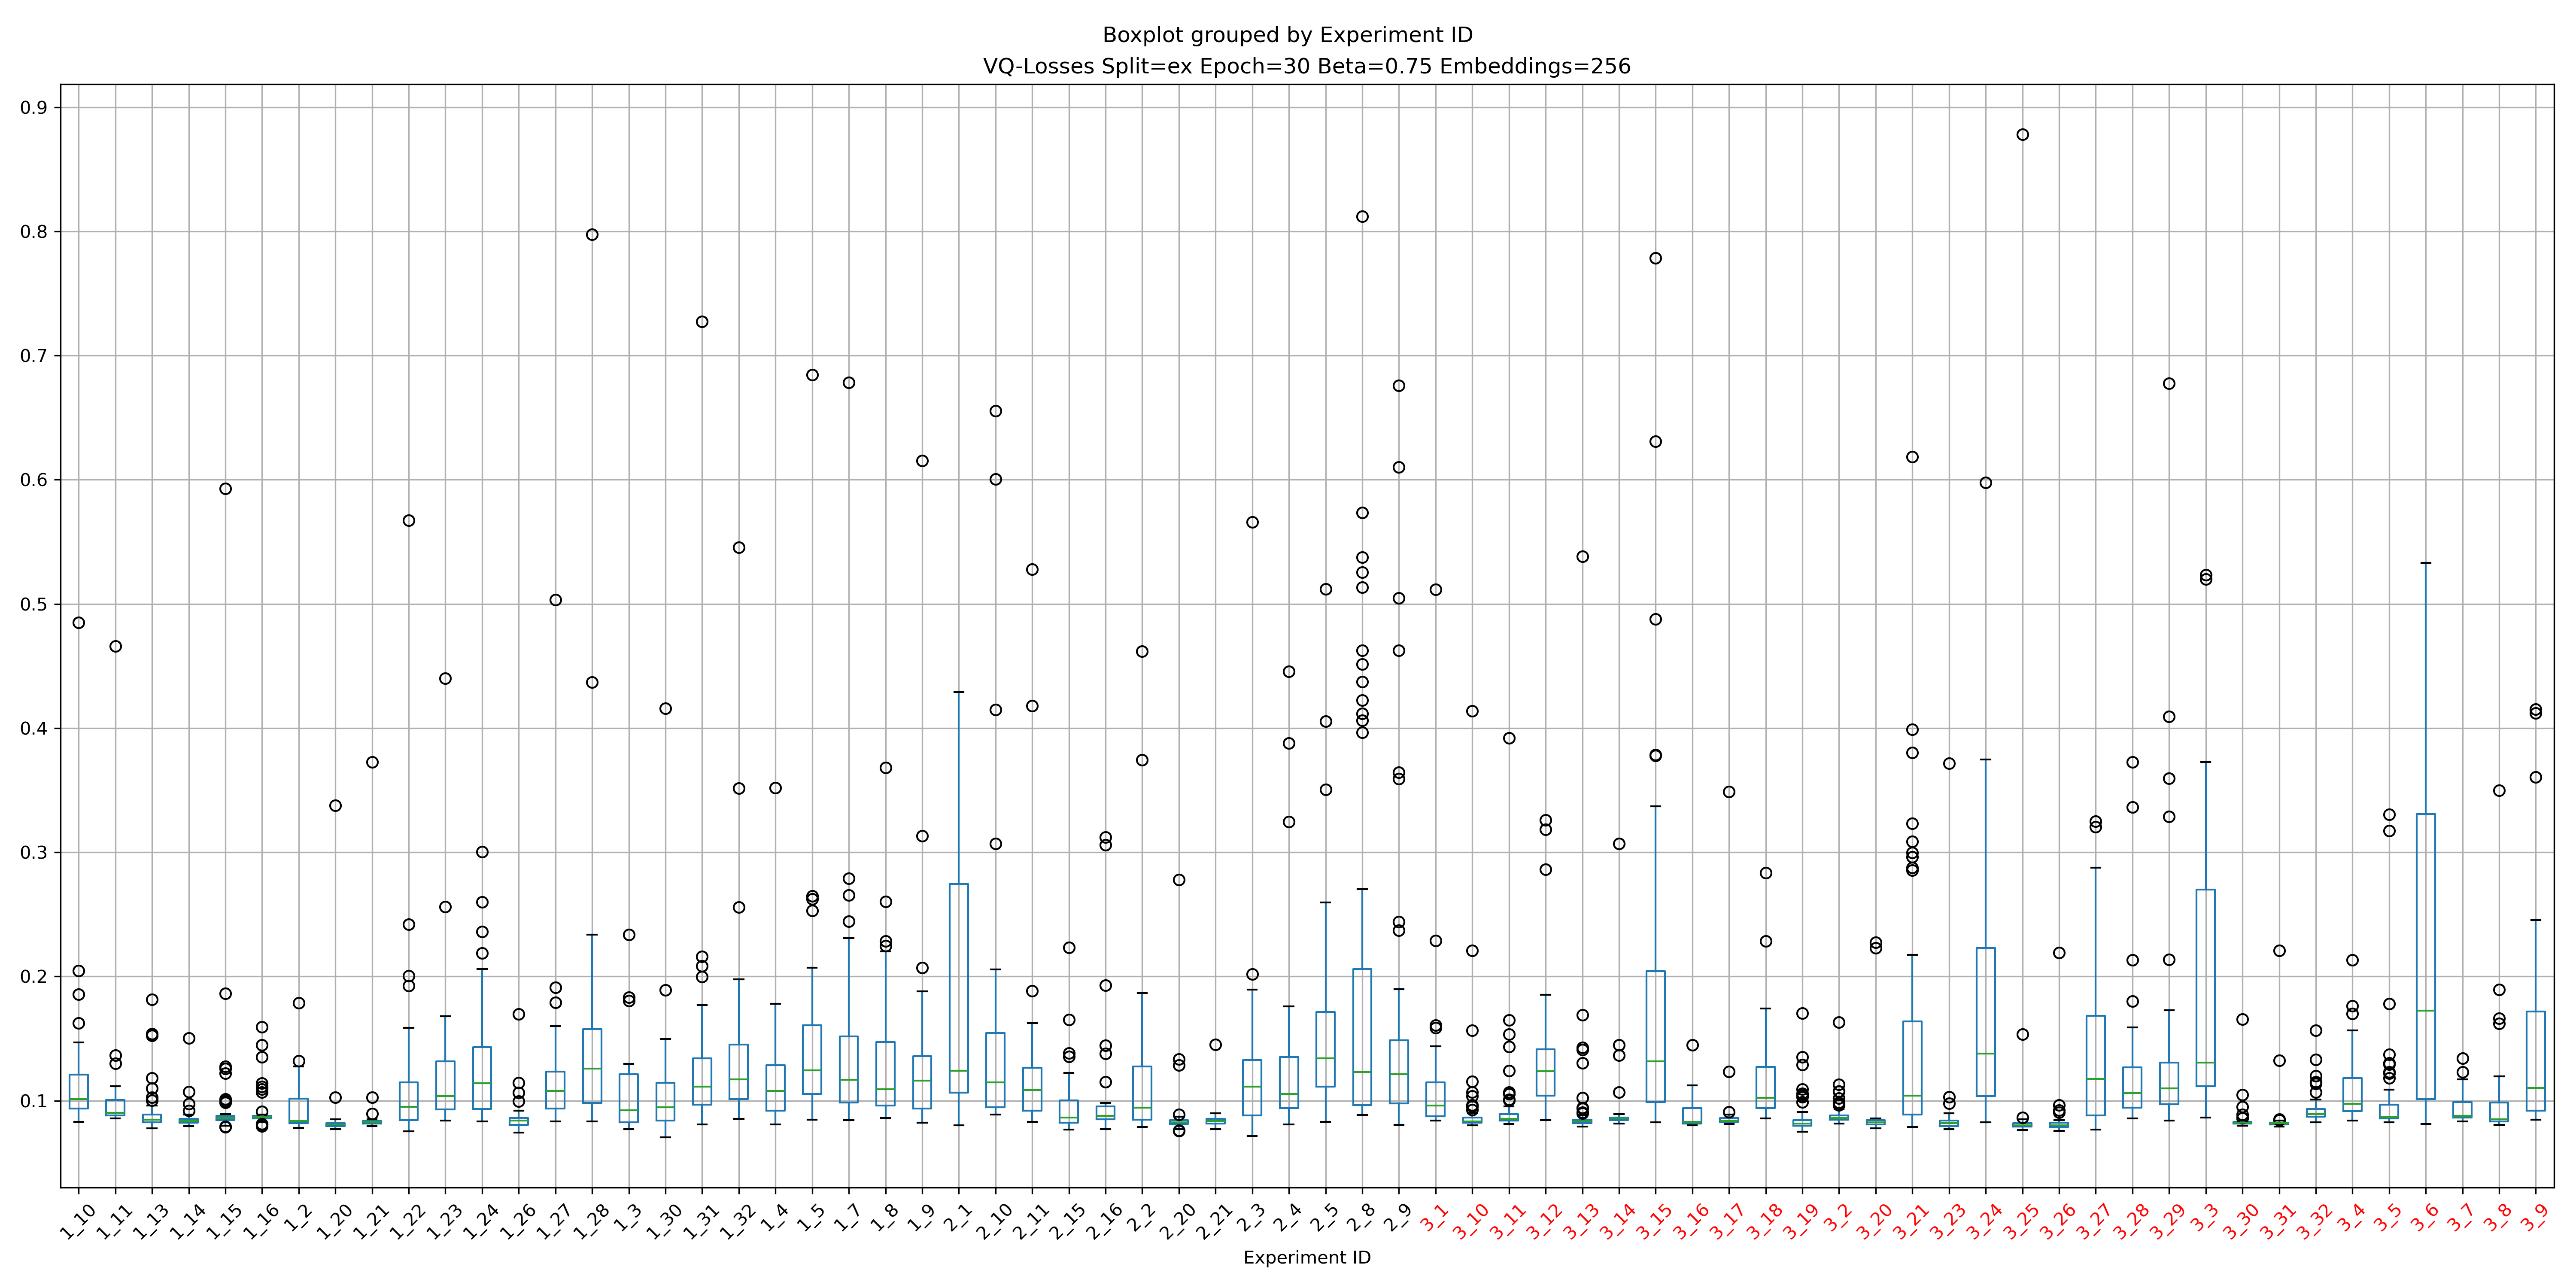 Boxplot grouped by Experiment ID
VQ-Losses Split=ex Epoch=30 Beta=0.75 Embeddings=256
0.9
0.8
0.7
0.6
0.5
0.4
0.3
0.2
0.1
1_10 1_11 1_13 1_14 1_15 1_16 1_2 1_20 1_21 1_22 1_23 1_24 1_26 1_27 1_28 1_3 1_30 1_31 1_32 1_4 1_5 1_7 1_8 1_9 2_1 2_10 2_11 2_15 2_16 2_2 2_20 2_21 2_3 2_4 2_5 2_8 2_9 3_1 3_10 3_11 3_12 3_13 3_14 3_15 3_16 3_17 3_18 3_19 3_2 3_20 3_21 3_23 3_24 3_25 3_26 3_27 3_28 3_29 3_3 3_30 3_31 3_32 3_4 3_5 3_6 3_7 3_8 3_9
Experiment ID